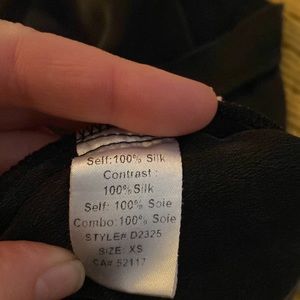 Self:100% Silk
Contrast :
100%Silk
Self: 100% Soie
Combo:100% Soie
STYLE# D2325
SIZE: XS
CA# 52117